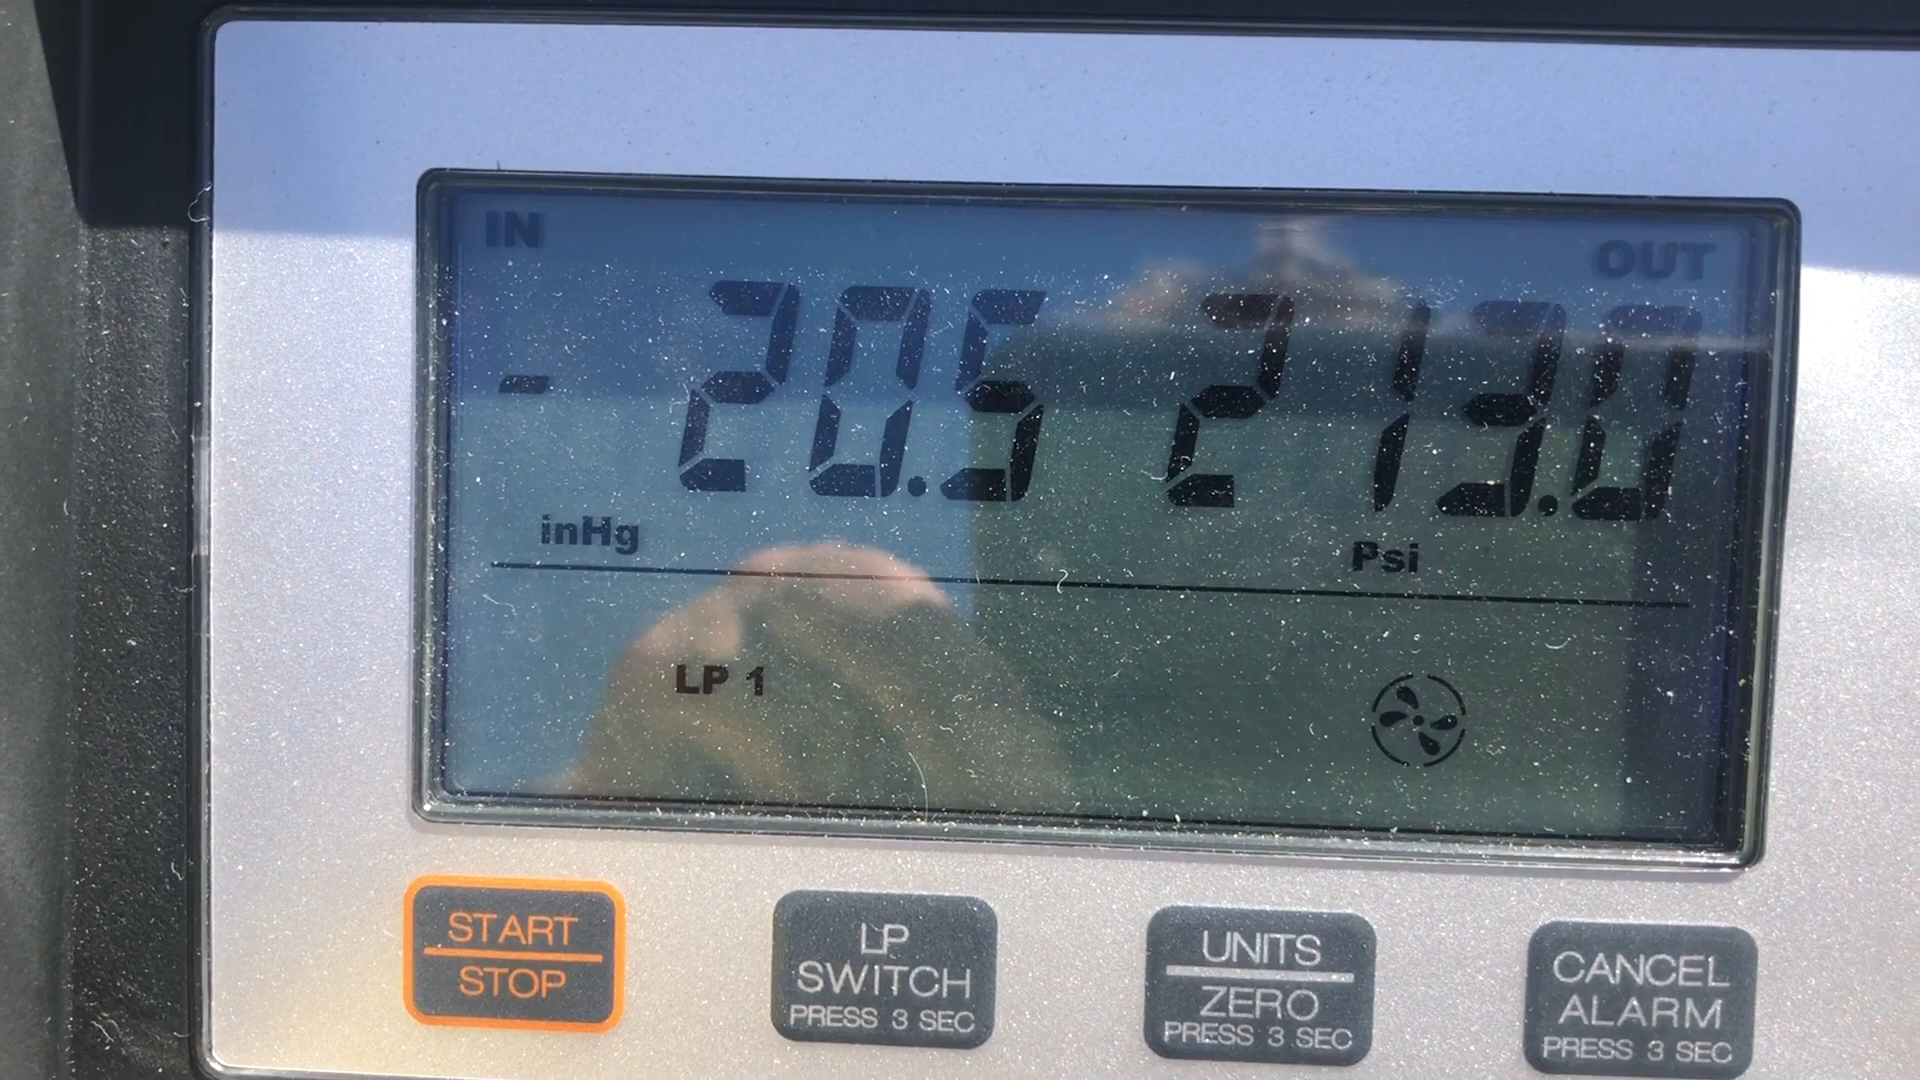 IN OUT
- 20.5 213.0
inHg Psi
LP 1
START
STOP
LP
SWITCH
PRESS 3 SEC
UNITS
ZERO
PRESS 3 SEC
CANCEL
ALARM
PRESS 3 SEC